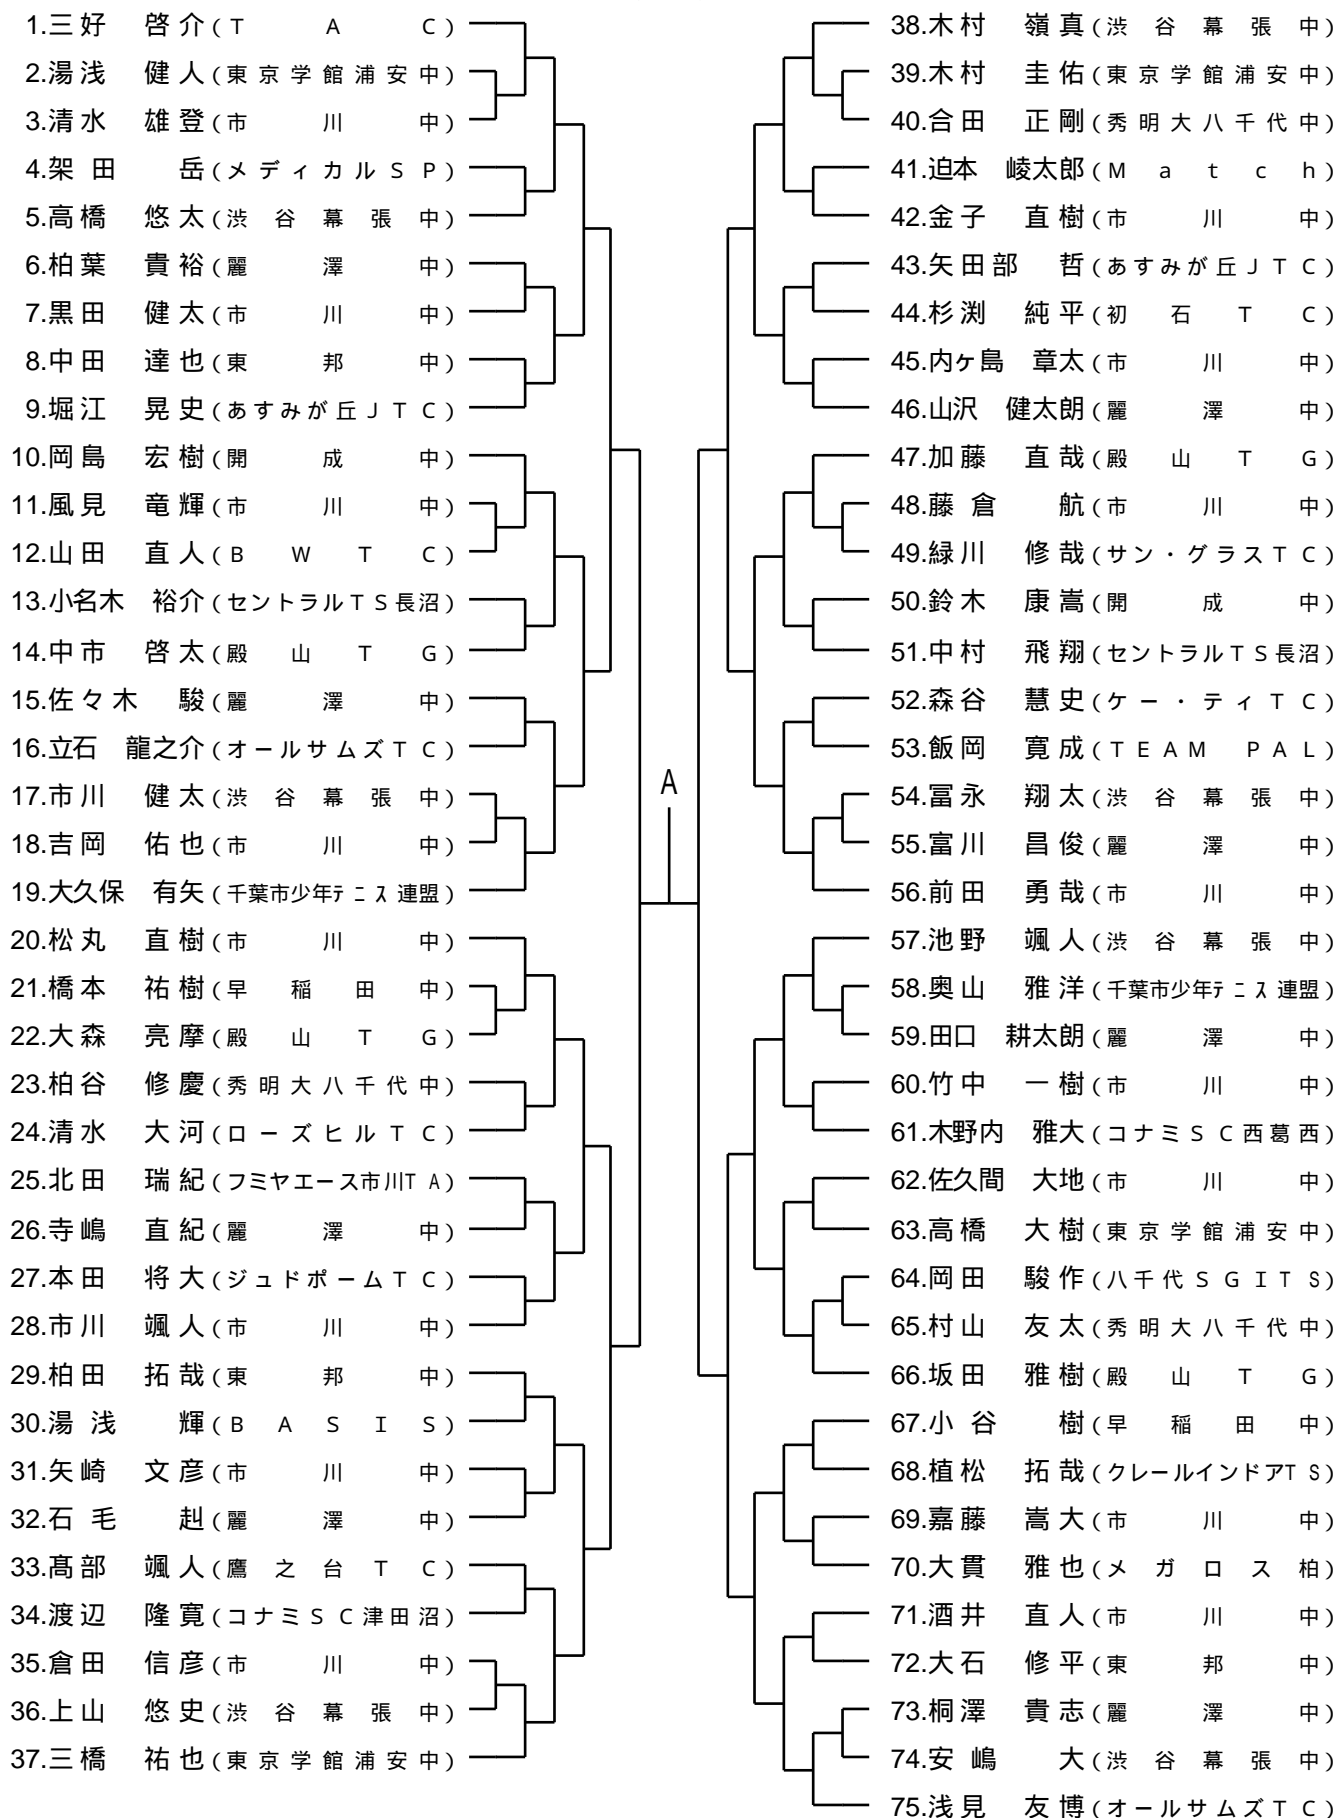 1.三好 啓介(TAC)
2.湯浅 健人(東京学館浦安中)
3.清水 雄登(市川中)
4.架田 岳(メディカルSP)
5.高橋 悠太(渋谷幕張中)
6.柏葉 貴裕(麗澤中)
7.黒田 健太(市川中)
8.中田 達也(東邦中)
9.堀江 晃史(あすみが丘JTC)
10.岡島 宏樹(開成中)
11.風見 竜輝(市川中)
12.山田 直人(BWTC)
13.小名木 裕介(セントラルTS長沼)
14.中市 啓太(殿山TG)
15.佐々木 駿(麗澤中)
16.立石 龍之介(オールサムズTC)
17.市川 健太(渋谷幕張中)
18.吉岡 佑也(市川中)
19.大久保 有矢(千葉市少年テニス連盟)
20.松丸 直樹(市川中)
21.橋本 祐樹(早稲田中)
22.大森 亮摩(殿山TG)
23.柏谷 修慶(秀明大八千代中)
24.清水 大河(ローズヒルTC)
25.北田 瑞紀(フミヤエース市川TA)
26.寺嶋 直紀(麗澤中)
27.本田 将大(ジュドポームTC)
28.市川 颯人(市川中)
29.柏田 拓哉(東邦中)
30.湯浅 輝(BASIS)
31.矢崎 文彦(市川中)
32.石毛 赳(麗澤中)
33.髙部 颯人(鷹之台TC)
34.渡辺 隆寛(コナミSC津田沼)
35.倉田 信彦(市川中)
36.上山 悠史(渋谷幕張中)
37.三橋 祐也(東京学館浦安中)
A
38.木村 嶺真(渋谷幕張中)
39.木村 圭佑(東京学館浦安中)
40.合田 正剛(秀明大八千代中)
41.迫本 崚太郎(Match)
42.金子 直樹(市川中)
43.矢田部 哲(あすみが丘JTC)
44.杉渕 純平(初石TC)
45.内ヶ島 章太(市川中)
46.山沢 健太朗(麗澤中)
47.加藤 直哉(殿山TG)
48.藤倉 航(市川中)
49.緑川 修哉(サン・グラスTC)
50.鈴木 康嵩(開成中)
51.中村 飛翔(セントラルTS長沼)
52.森谷 慧史(ケー・ティTC)
53.飯岡 寛成(TEAM PAL)
54.冨永 翔太(渋谷幕張中)
55.富川 昌俊(麗澤中)
56.前田 勇哉(市川中)
57.池野 颯人(渋谷幕張中)
58.奥山 雅洋(千葉市少年テニス連盟)
59.田口 耕太朗(麗澤中)
60.竹中 一樹(市川中)
61.木野内 雅大(コナミSC西葛西)
62.佐久間 大地(市川中)
63.高橋 大樹(東京学館浦安中)
64.岡田 駿作(八千代SGITS)
65.村山 友太(秀明大八千代中)
66.坂田 雅樹(殿山TG)
67.小谷 樹(早稲田中)
68.植松 拓哉(クレールインドアTS)
69.嘉藤 嵩大(市川中)
70.大貫 雅也(メガロス柏)
71.酒井 直人(市川中)
72.大石 修平(東邦中)
73.桐澤 貴志(麗澤中)
74.安嶋 大(渋谷幕張中)
75.浅見 友博(オールサムズTC)